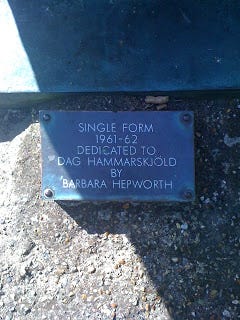 SINGLE FORM
1961-62
DEDICATED TO
DAG HAMMARSKJÖLD
BY
BARBARA HEPWORTH